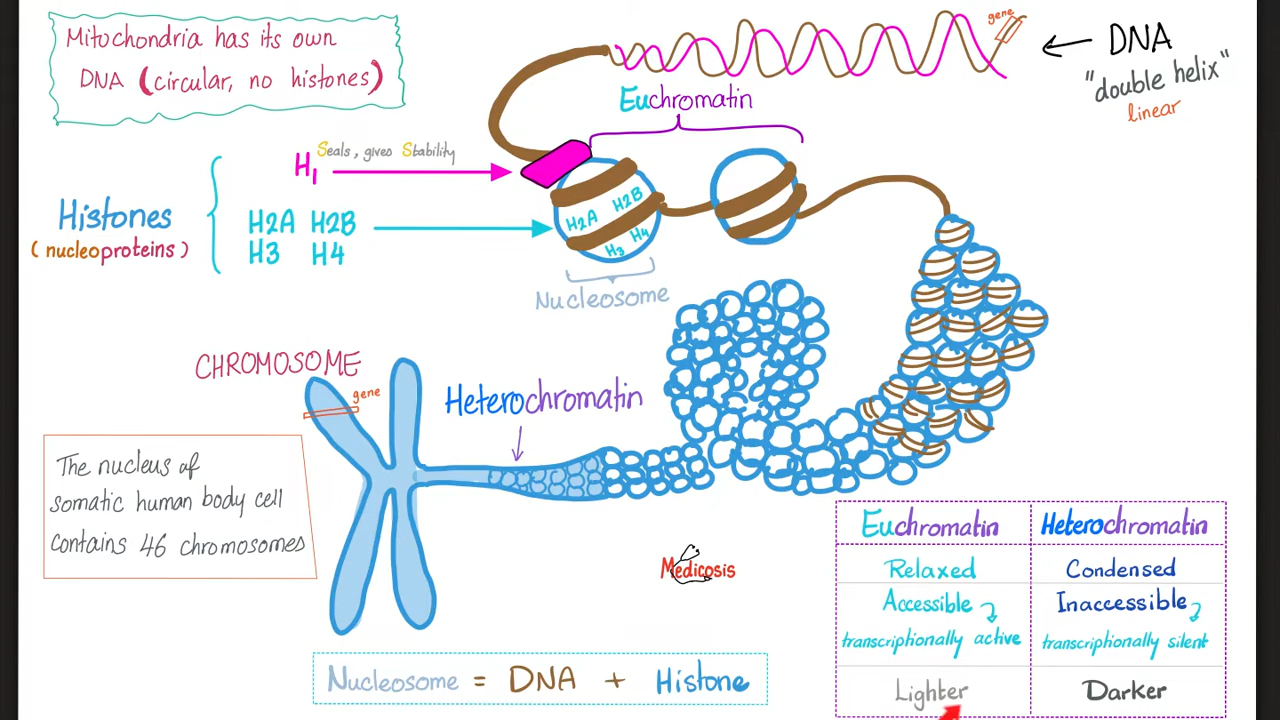 Mitochondria has its own
DNA (circular, no histones)
gene
DNA
"double helix"
linear
Euchromatin
H1 Seals, gives Stability
Histones
(nucleoproteins)
H2A H2B
H3 H4
H2A H2B
H3 H4
Nucleosome
CHROMOSOME
gene
Heterochromatin
The nucleus of
somatic human body cell
contains 46 chromosomes
Medicosis
Euchromatin Heterochromatin
Relaxed Condensed
Accessible Inaccessible
transcriptionally active transcriptionally silent
Lighter Darker
Nucleosome = DNA + Histone